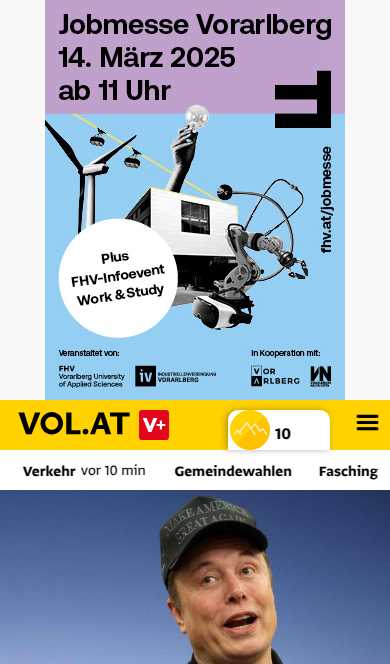 Jobmesse Vorarlberg
14. März 2025
ab 11 Uhr
fhv.at/jobmesse
Plus
FHV-Infoevent
Work & Study
Veranstaltet von:
FHV
Vorarlberg University
of Applied Sciences
iV INDUSTRIELLENVEREINIGUNG
VORARLBERG
In Kooperation mit:
VOR
ARLBERG
VOL.AT V+
10
Verkehr vor 10 min Gemeindewahlen Fasching
MAKE AMERICA
GREAT AGAIN